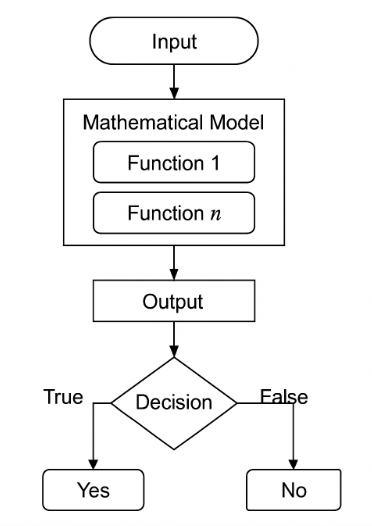 Input
Mathematical Model
Function 1
Function n
Output
True
Decision
False
Yes
No